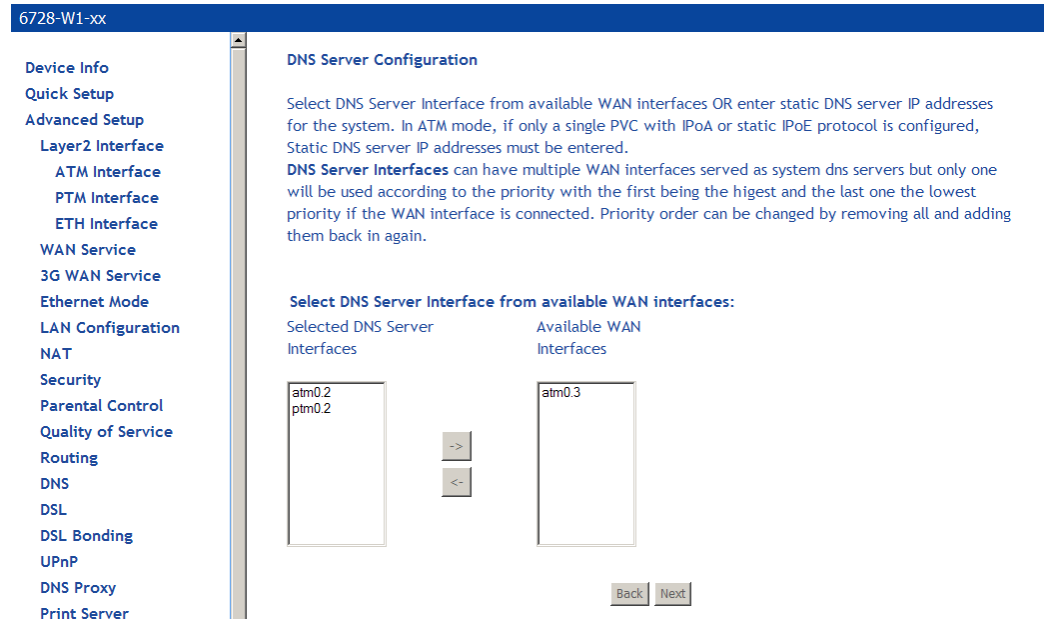 6728-W1-xx
Device Info
Quick Setup
Advanced Setup
Layer2 Interface
ATM Interface
PTM Interface
ETH Interface
WAN Service
3G WAN Service
Ethernet Mode
LAN Configuration
NAT
Security
Parental Control
Quality of Service
Routing
DNS
DSL
DSL Bonding
UPnP
DNS Proxy
Print Server
DNS Server Configuration
Select DNS Server Interface from available WAN interfaces OR enter static DNS server IP addresses
for the system. In ATM mode, if only a single PVC with IPoA or static IPoE protocol is configured,
Static DNS server IP addresses must be entered.
DNS Server Interfaces can have multiple WAN interfaces served as system dns servers but only one
will be used according to the priority with the first being the higest and the last one the lowest
priority if the WAN interface is connected. Priority order can be changed by removing all and adding
them back in again.
Select DNS Server Interface from available WAN interfaces:
Selected DNS Server
Interfaces
Available WAN
Interfaces
atm0.2
ptm0.2
->
<-
atm0.3
Back Next